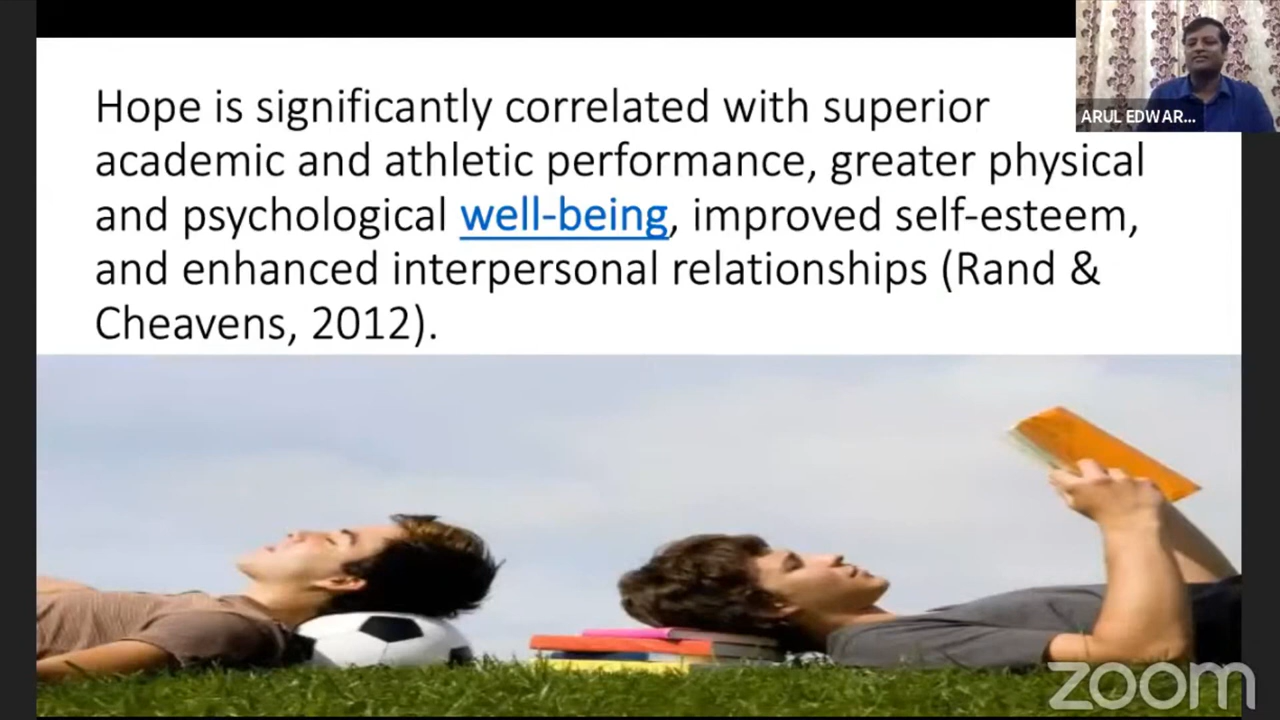 Hope is significantly correlated with superior
academic and athletic performance, greater physical
and psychological well-being, improved self-esteem,
and enhanced interpersonal relationships (Rand &
Cheavens, 2012).
ARUL EDWAR...
zoom